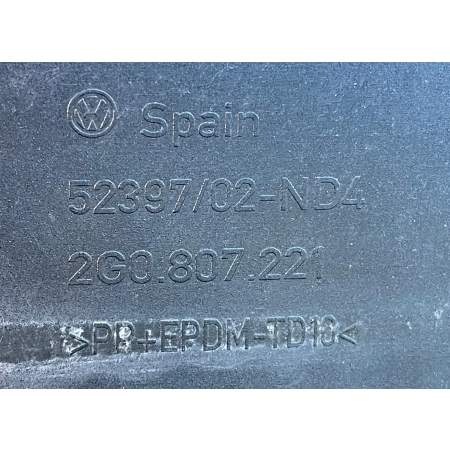 Spain
52397/02-ND4
2G0.807.221
>PP+EPDM-TD10<